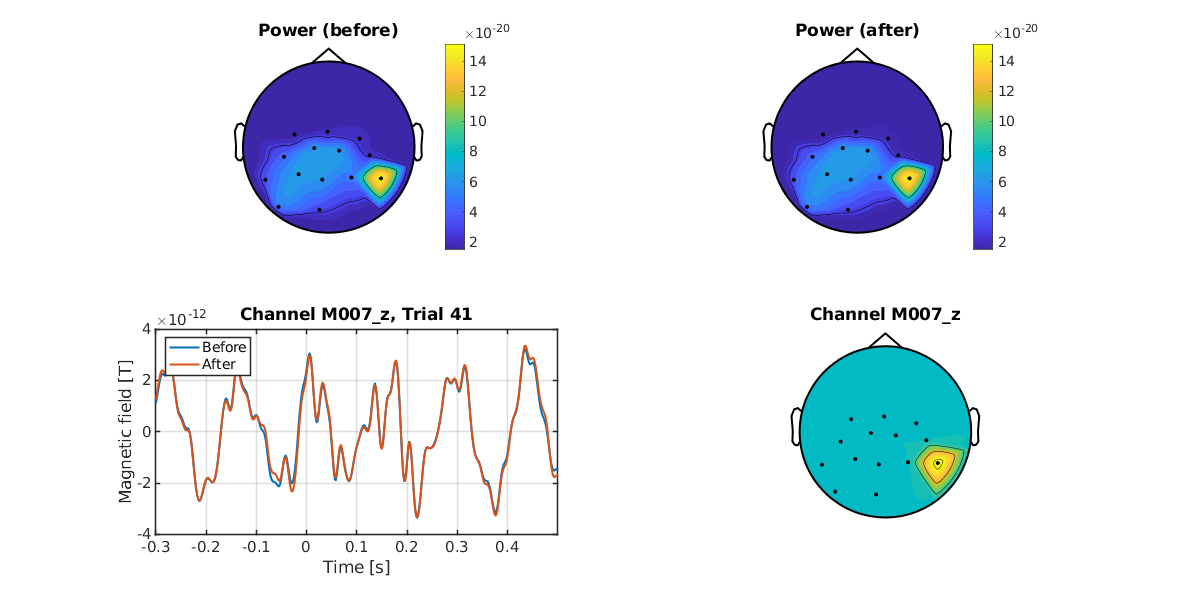 Power (before)
×10-20
14
12
10
8
6
4
2
Power (after)
×10-20
14
12
10
8
6
4
2
Channel M007_z, Trial 41
×10-12
Before
After
4
2
0
-2
-4
Magnetic field [T]
-0.3 -0.2 -0.1 0 0.1 0.2 0.3 0.4
Time [s]
Channel M007_z